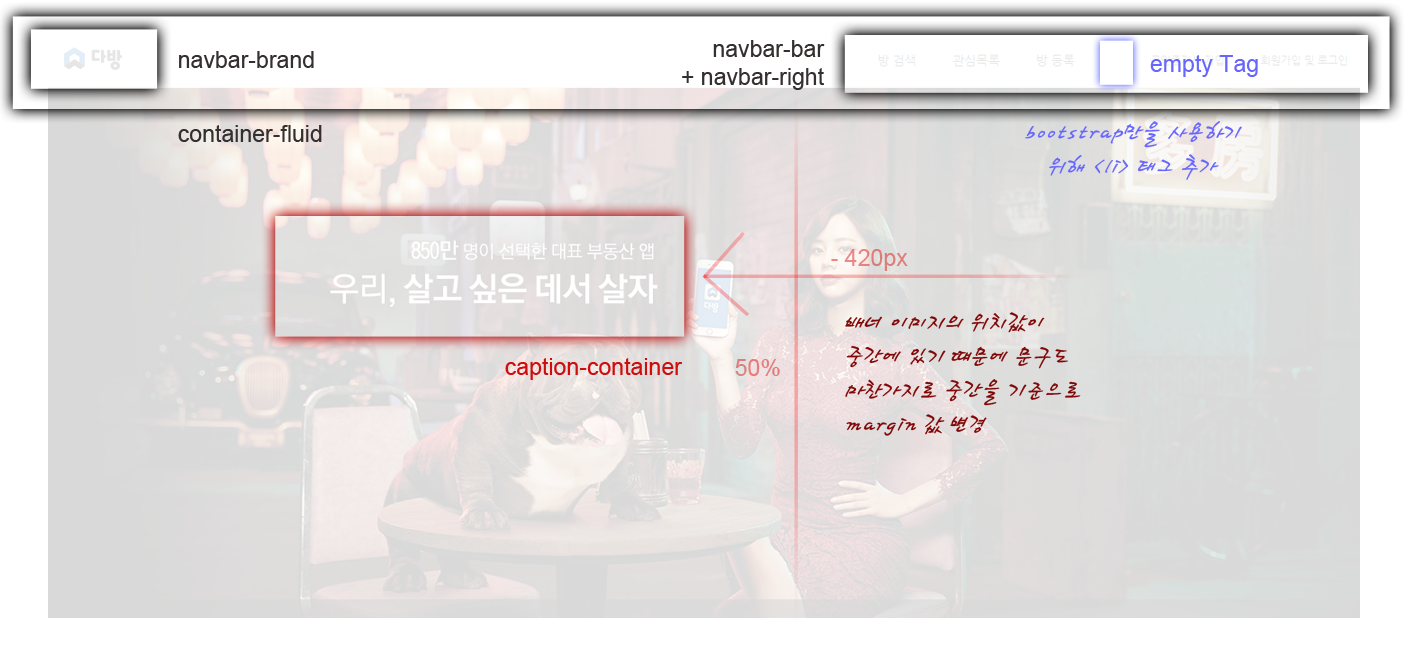 다방
navbar-brand
navbar-bar
+ navbar-right
방 검색
관심목록
방 등록
empty Tag
회원가입 및 로그인
container-fluid
bootstrap만을 사용하기
위해 <li> 태그 추가
850만 명이 선택한 대표 부동산 앱
우리, 살고 싶은 데서 살자
- 420px
다방
배너 이미지의 위치값이
중간에 있기 때문에 문구도
마찬가지로 중간을 기준으로
margin 값 변경
caption-container
50%